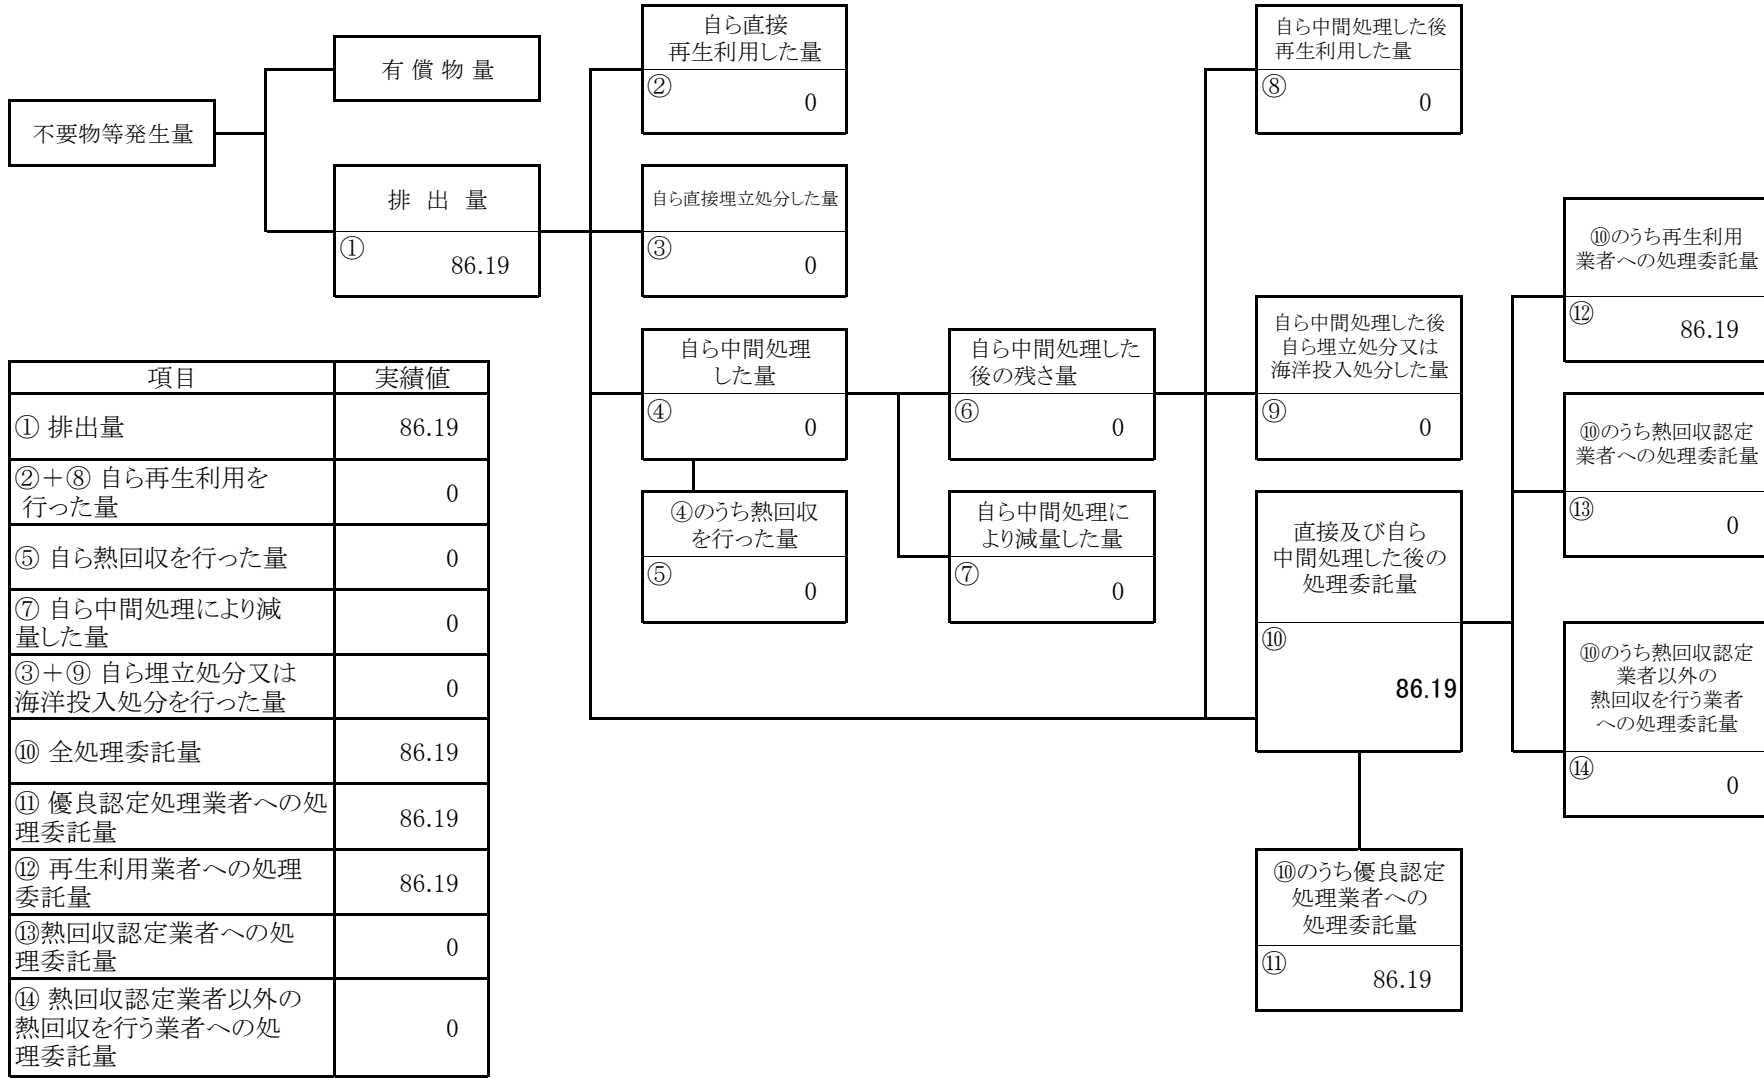 自ら直接
再生利用した量
②
0
自ら中間処理した後
再生利用した量
⑧
0
有 償 物 量
不要物等発生量
排 出 量
①
86.19
自ら直接埋立処分した量
③
0
⑩のうち再生利用
業者への処理委託量
⑫
86.19
自ら中間処理
した量
④
0
自ら中間処理した
後の残さ量
⑥
0
自ら中間処理した後
自ら埋立処分又は
海洋投入処分した量
⑨
0
⑩のうち熱回収認定
業者への処理委託量
⑬
0
④のうち熱回収
を行った量
⑤
0
自ら中間処理に
より減量した量
⑦
0
直接及び自ら
中間処理した後の
処理委託量
⑩
86.19
⑩のうち熱回収認定
業者以外の
熱回収を行う業者
への処理委託量
⑭
0
⑩のうち優良認定
処理業者への
処理委託量
⑪
86.19
項目 実績値
① 排出量 86.19
②+⑧ 自ら再生利用を
行った量 0
⑤ 自ら熱回収を行った量 0
⑦ 自ら中間処理により減
量した量 0
③+⑨ 自ら埋立処分又は
海洋投入処分を行った量 0
⑩ 全処理委託量 86.19
⑪ 優良認定処理業者への処
理委託量 86.19
⑫ 再生利用業者への処理
委託量 86.19
⑬熱回収認定業者への処
理委託量 0
⑭ 熱回収認定業者以外の
熱回収を行う業者への処
理委託量 0